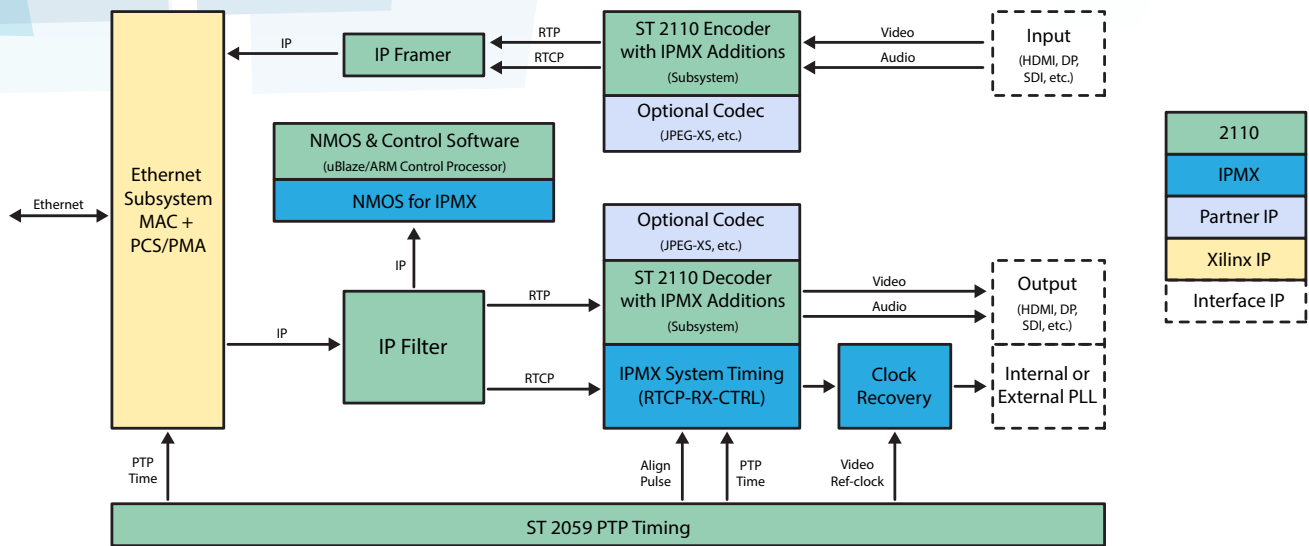 IP
IP Framer
RTP
RTCP
ST 2110 Encoder
with IPMX Additions
(Subsystem)
Optional Codec
(JPEG-XS, etc.)
Video
Audio
Input
(HDMI, DP,
SDI, etc.)
2110
IPMX
Partner IP
Xilinx IP
Interface IP
Ethernet
Ethernet
Subsystem
MAC +
PCS/PMA
NMOS & Control Software
(uBlaze/ARM Control Processor)
NMOS for IPMX
IP
IP
IP Filter
RTP
RTCP
Optional Codec
(JPEG-XS, etc.)
ST 2110 Decoder
with IPMX Additions
(Subsystem)
IPMX System Timing
(RTCP-RX-CTRL)
Video
Audio
Output
(HDMI, DP,
SDI, etc.)
Clock
Recovery
Internal or
External PLL
PTP
Time
Align
Pulse
PTP
Time
Video
Ref-clock
ST 2059 PTP Timing